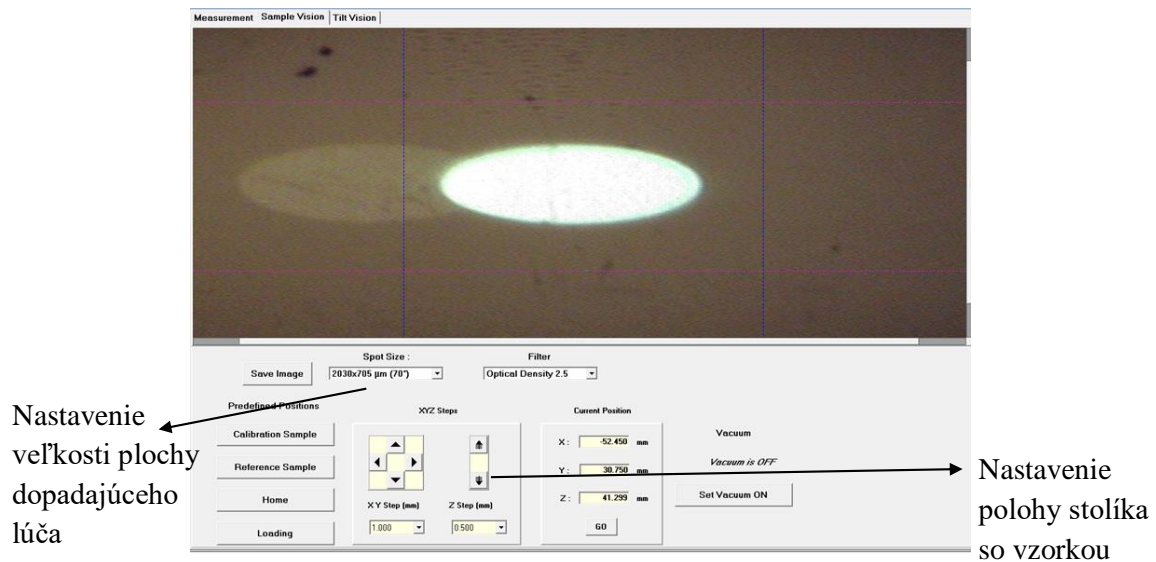 Measurement Sample Vision Tilt Vision
Spot Size : Filter
Save Image 2030x705 µm (70°) Optical Density 2.5
Predefined Positions XYZ Steps Current Position
Calibration Sample
Reference Sample
Home
Loading
XY Step (mm) Z Step (mm)
1.000 0.500
X : -52.450 mm
Y : 30.750 mm
Z : 41.299 mm
GO
Vacuum
Vacuum is OFF
Set Vacuum ON
Nastavenie
veľkosti plochy
dopadajúceho
lúča
Nastavenie
polohy stolíka
so vzorkou